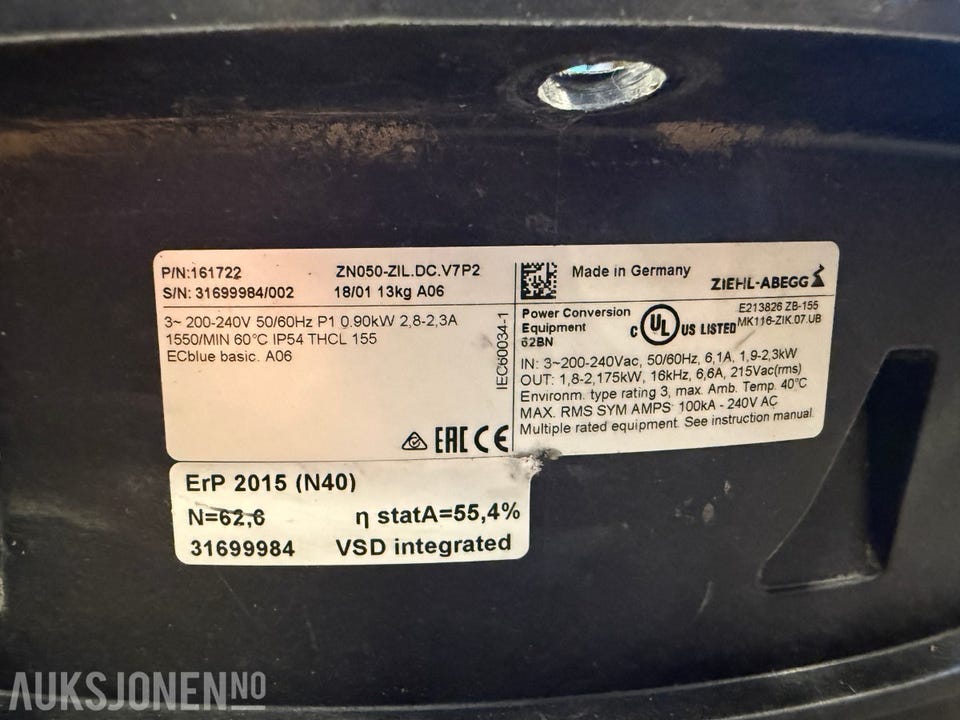 P/N:161722 ZN050-ZIL.DC.V7P2
S/N: 31699984/002 18/01 13kg A06
3~ 200-240V 50/60Hz P1 0.90kW 2,8-2,3A
1550/MIN 60°C IP54 THCL 155
ECblue basic. A06
IEC60034-1
EAC CE
Made in Germany ZIEHL-ABEGG
Power Conversion
Equipment
62BN
c UL US LISTED
E213826 ZB-155
MK116-ZIK.07.UB
IN: 3~200-240Vac, 50/60Hz, 6,1A, 1,9-2,3kW
OUT: 1,8-2,175kW, 16kHz, 6,6A, 215Vac(rms)
Environm. type rating 3, max. Amb. Temp. 40°C
MAX. RMS SYM AMPS 100kA - 240V AC
Multiple rated equipment. See instruction manual.
ErP 2015 (N40)
N=62,6 η statA=55,4%
31699984 VSD integrated
AUKSJONEN NO